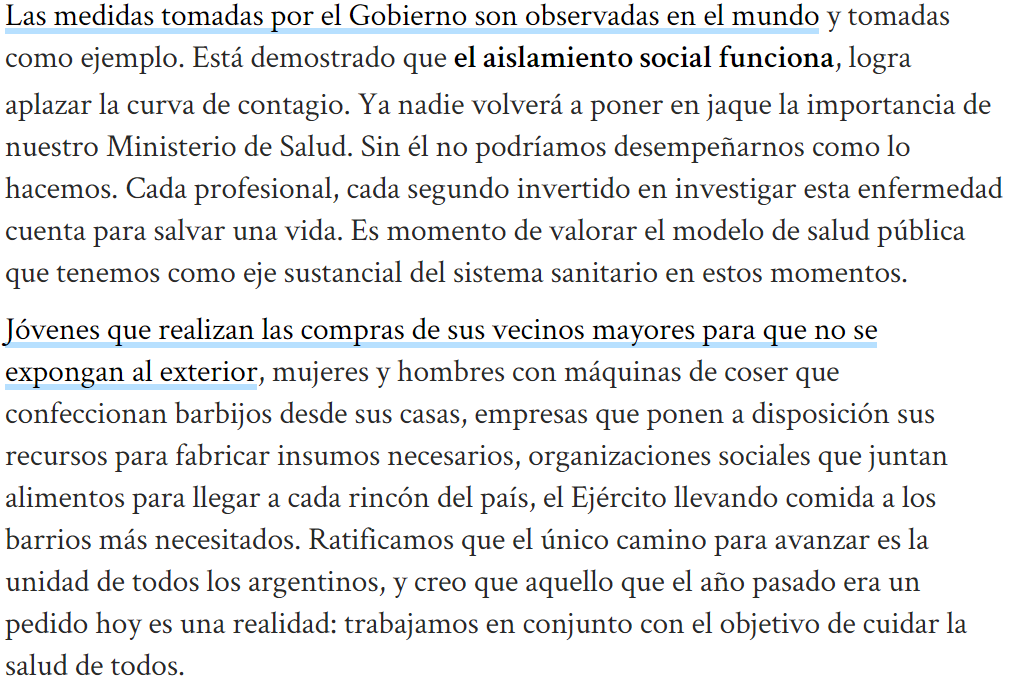 Las medidas tomadas por el Gobierno son observadas en el mundo y tomadas
como ejemplo. Está demostrado que el aislamiento social funciona, logra
aplazar la curva de contagio. Ya nadie volverá a poner en jaque la importancia de
nuestro Ministerio de Salud. Sin él no podríamos desempeñarnos como lo
hacemos. Cada profesional, cada segundo invertido en investigar esta enfermedad
cuenta para salvar una vida. Es momento de valorar el modelo de salud pública
que tenemos como eje sustancial del sistema sanitario en estos momentos.
Jóvenes que realizan las compras de sus vecinos mayores para que no se
expongan al exterior, mujeres y hombres con máquinas de coser que
confeccionan barbijos desde sus casas, empresas que ponen a disposición sus
recursos para fabricar insumos necesarios, organizaciones sociales que juntan
alimentos para llegar a cada rincón del país, el Ejército llevando comida a los
barrios más necesitados. Ratificamos que el único camino para avanzar es la
unidad de todos los argentinos, y creo que aquello que el año pasado era un
pedido hoy es una realidad: trabajamos en conjunto con el objetivo de cuidar la
salud de todos.